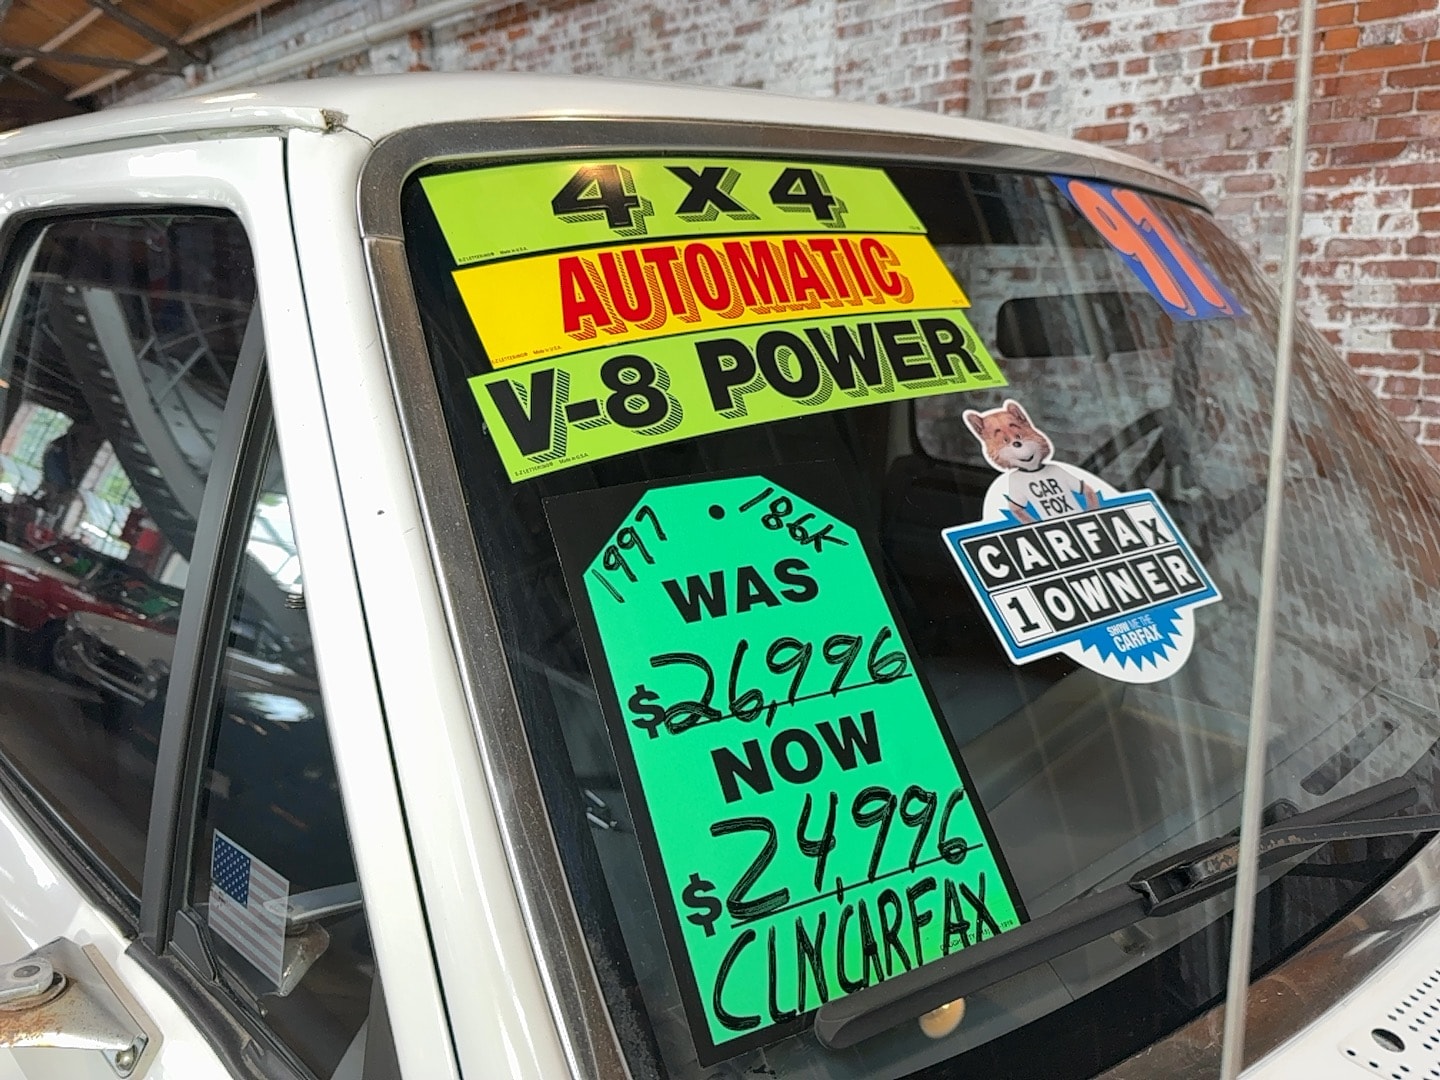 4 X 4
AUTOMATIC
V-8 POWER
97
1997
186K
WAS
$26,996
NOW
$24,996
CLN CARFAX
CAR
FOX
CARFAX
1 OWNER
SHOW ME THE
CARFAX